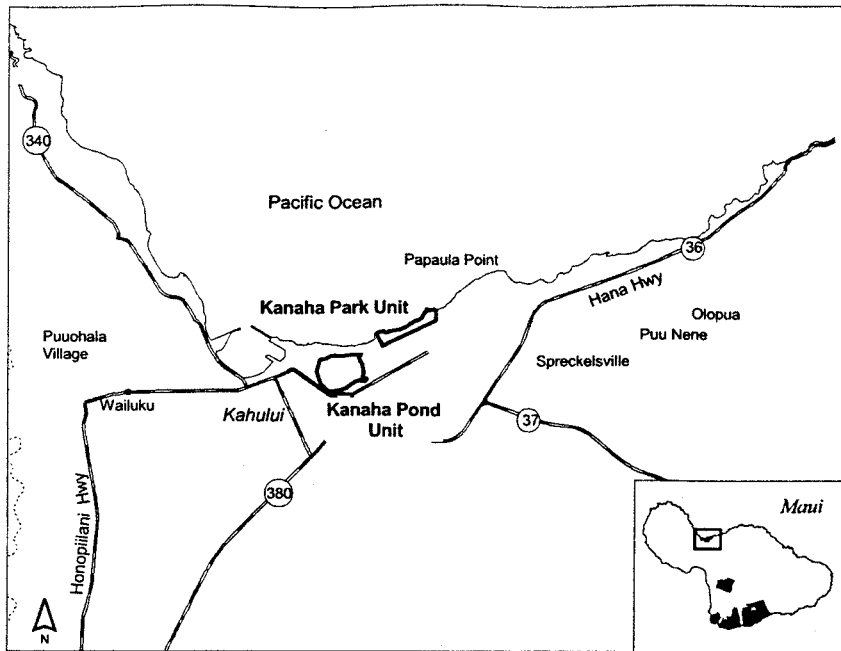 340
Pacific Ocean
36
Papaula Point
Hana Hwy
Kanaha Park Unit
Olopua
Puuohala
Village
Puu Nene
Spreckelsville
Wailuku
Kahului
Kanaha Pond
Unit
37
380
Honopiilani Hwy
Maui
N